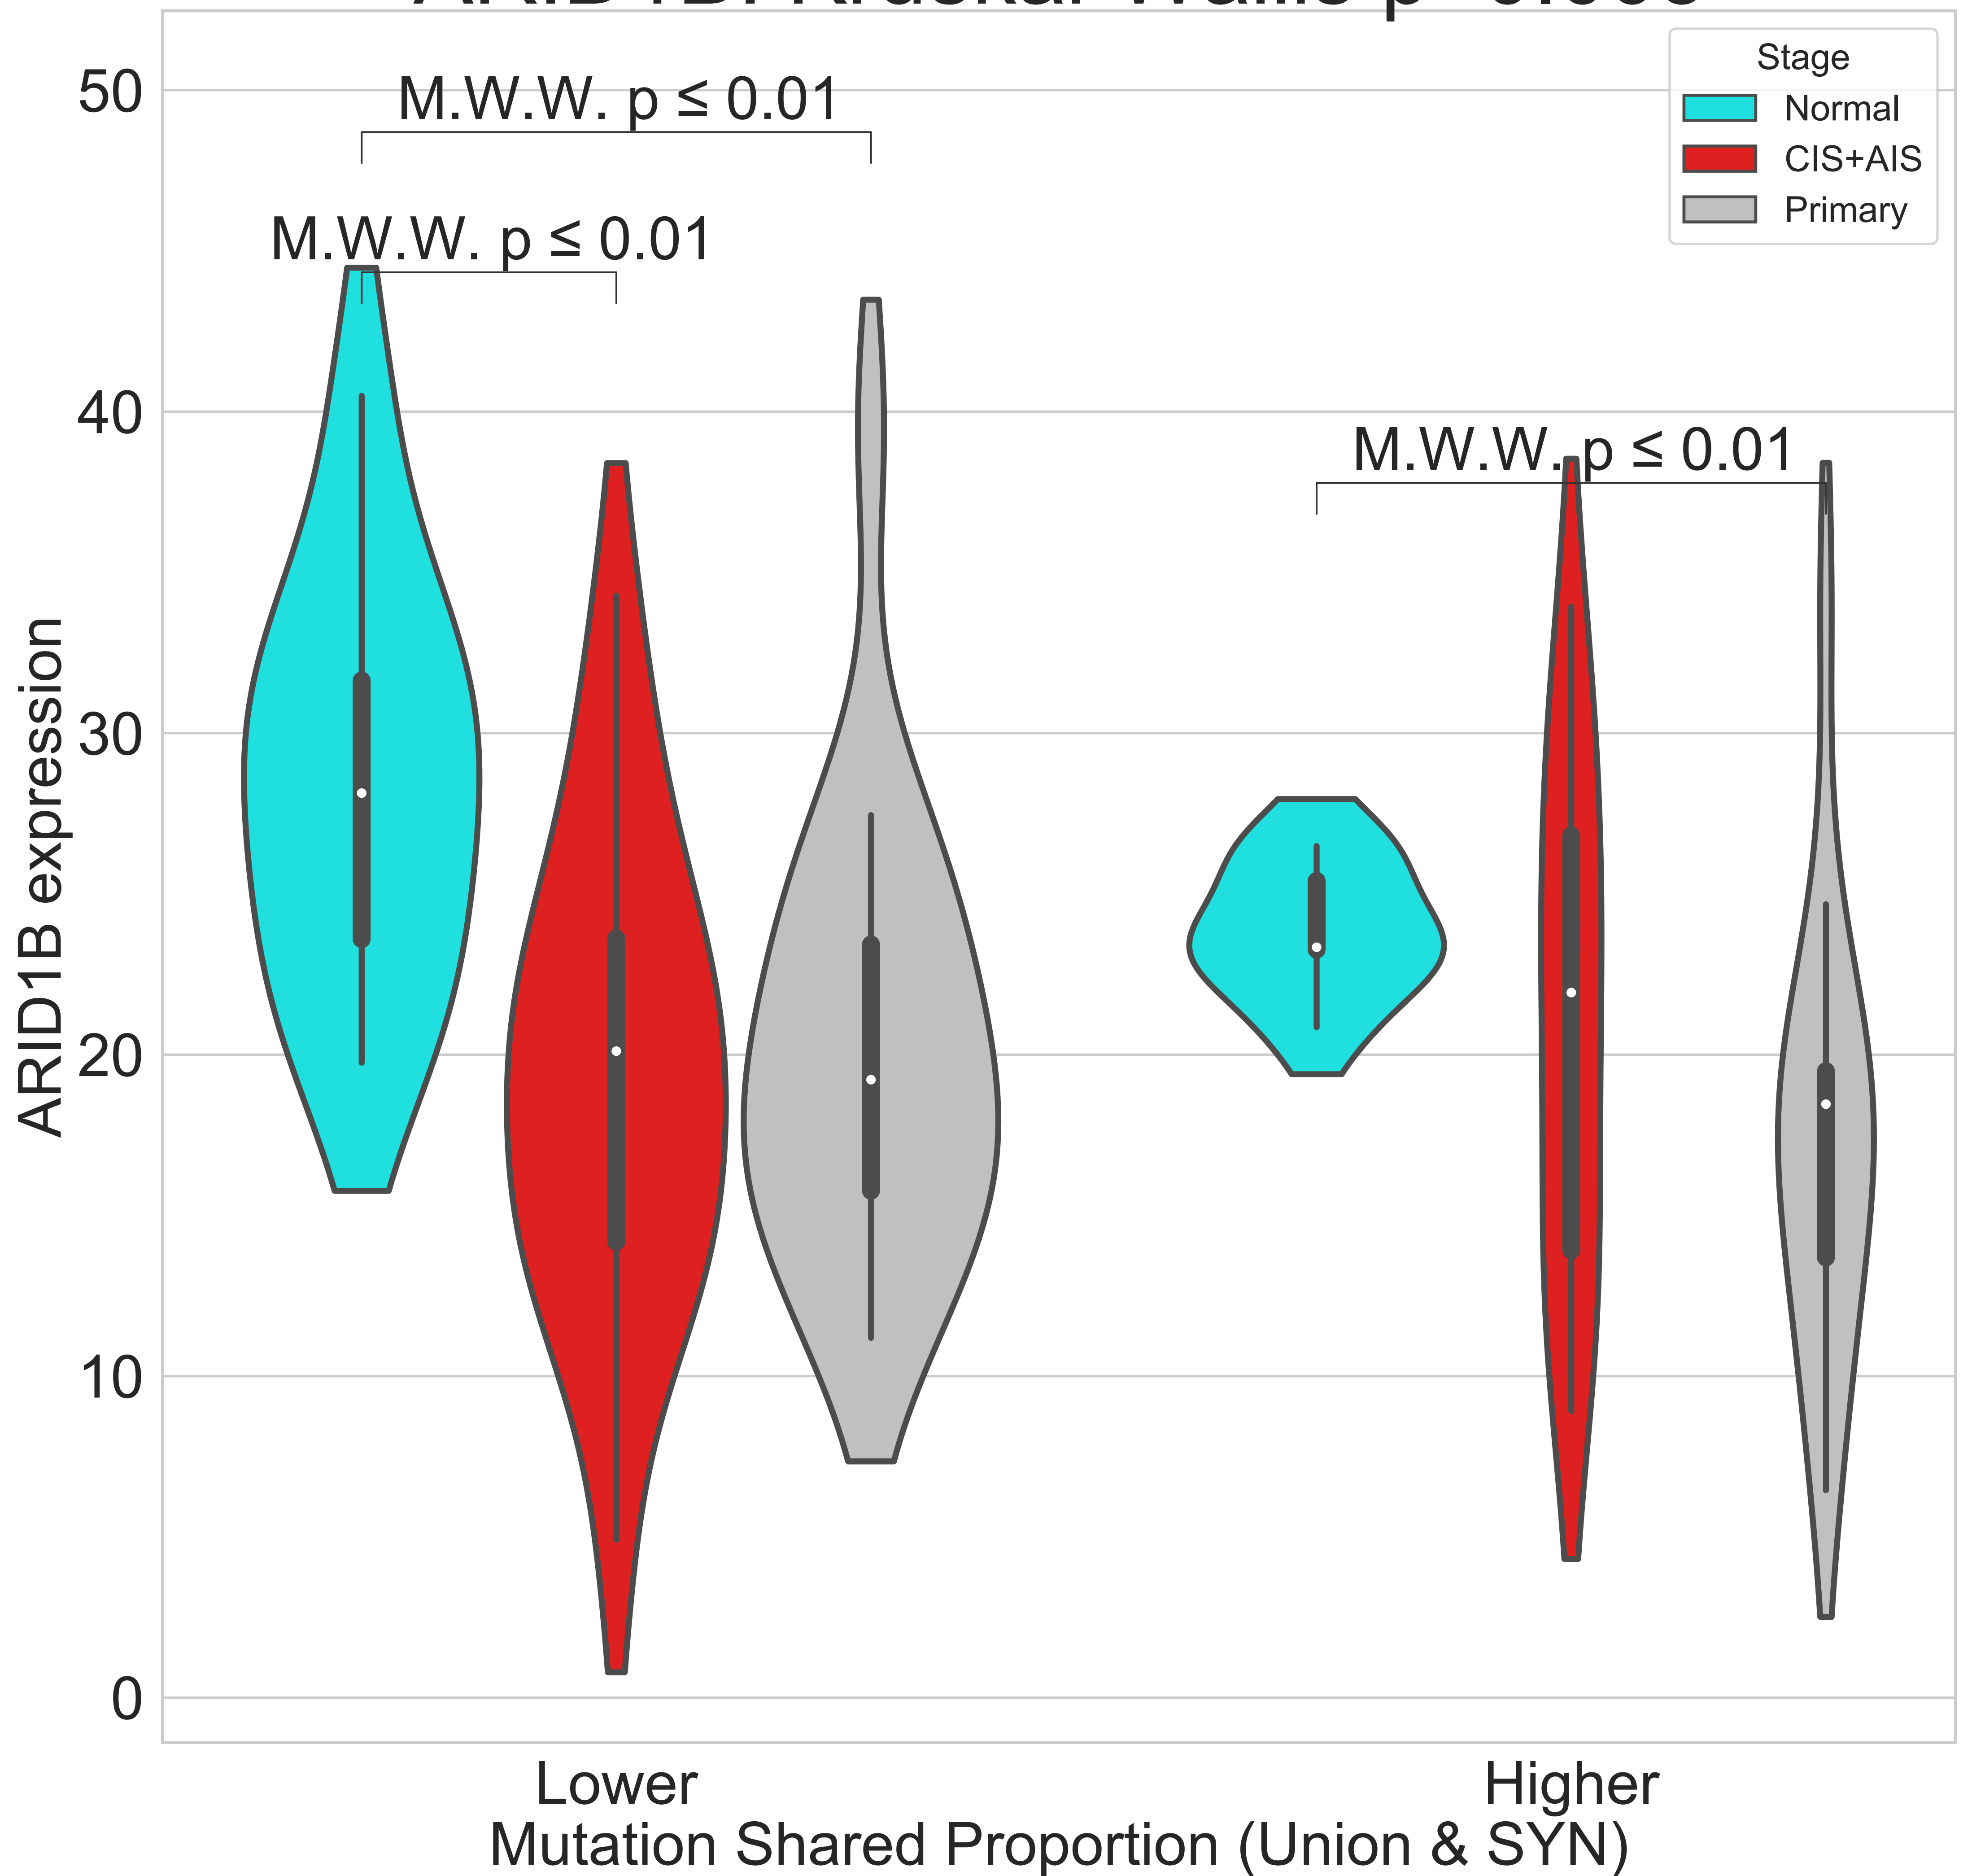 50
40
30
20
10
0
ARID1B expression
M.W.W. p ≤ 0.01
M.W.W. p ≤ 0.01
M.W.W. p ≤ 0.01
Stage
Normal
CIS+AIS
Primary
Lower
Higher
Mutation Shared Proportion (Union & SYN)